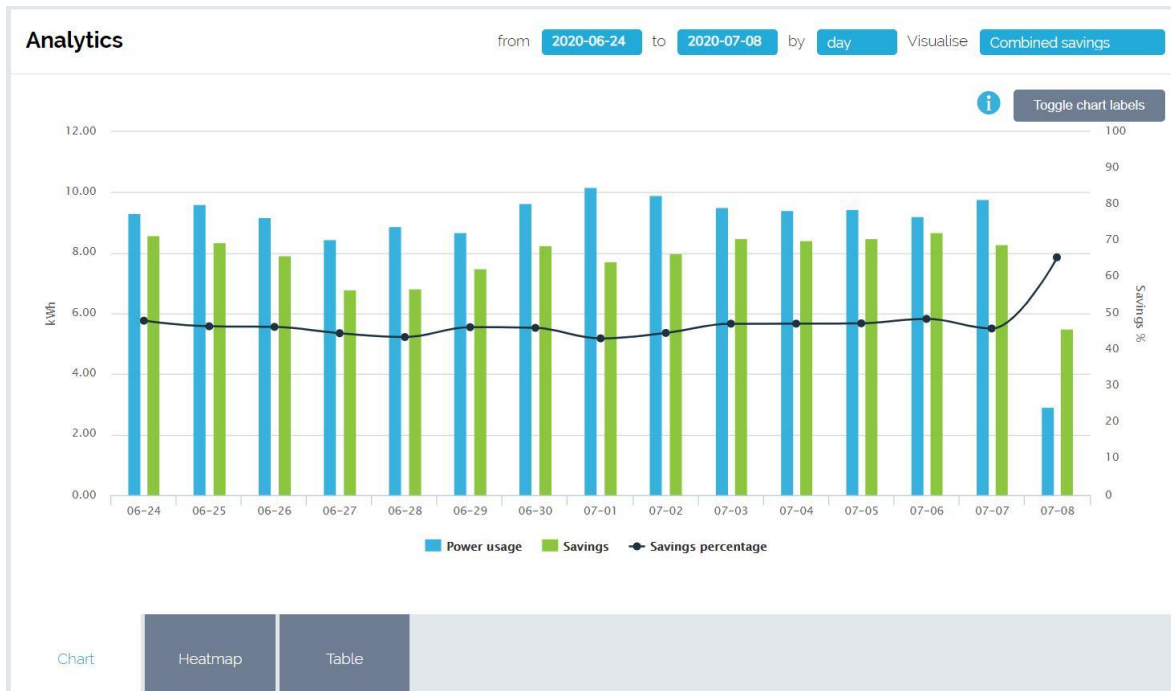 Analytics
from 2020-06-24 to 2020-07-08 by day Visualise Combined savings
i Toggle chart labels
12.00
10.00
8.00
6.00
4.00
2.00
0.00
kWh
100
90
80
70
60
50
40
30
20
10
0
Savings %
06-24 06-25 06-26 06-27 06-28 06-29 06-30 07-01 07-02 07-03 07-04 07-05 07-06 07-07 07-08
Power usage Savings Savings percentage
Chart Heatmap Table